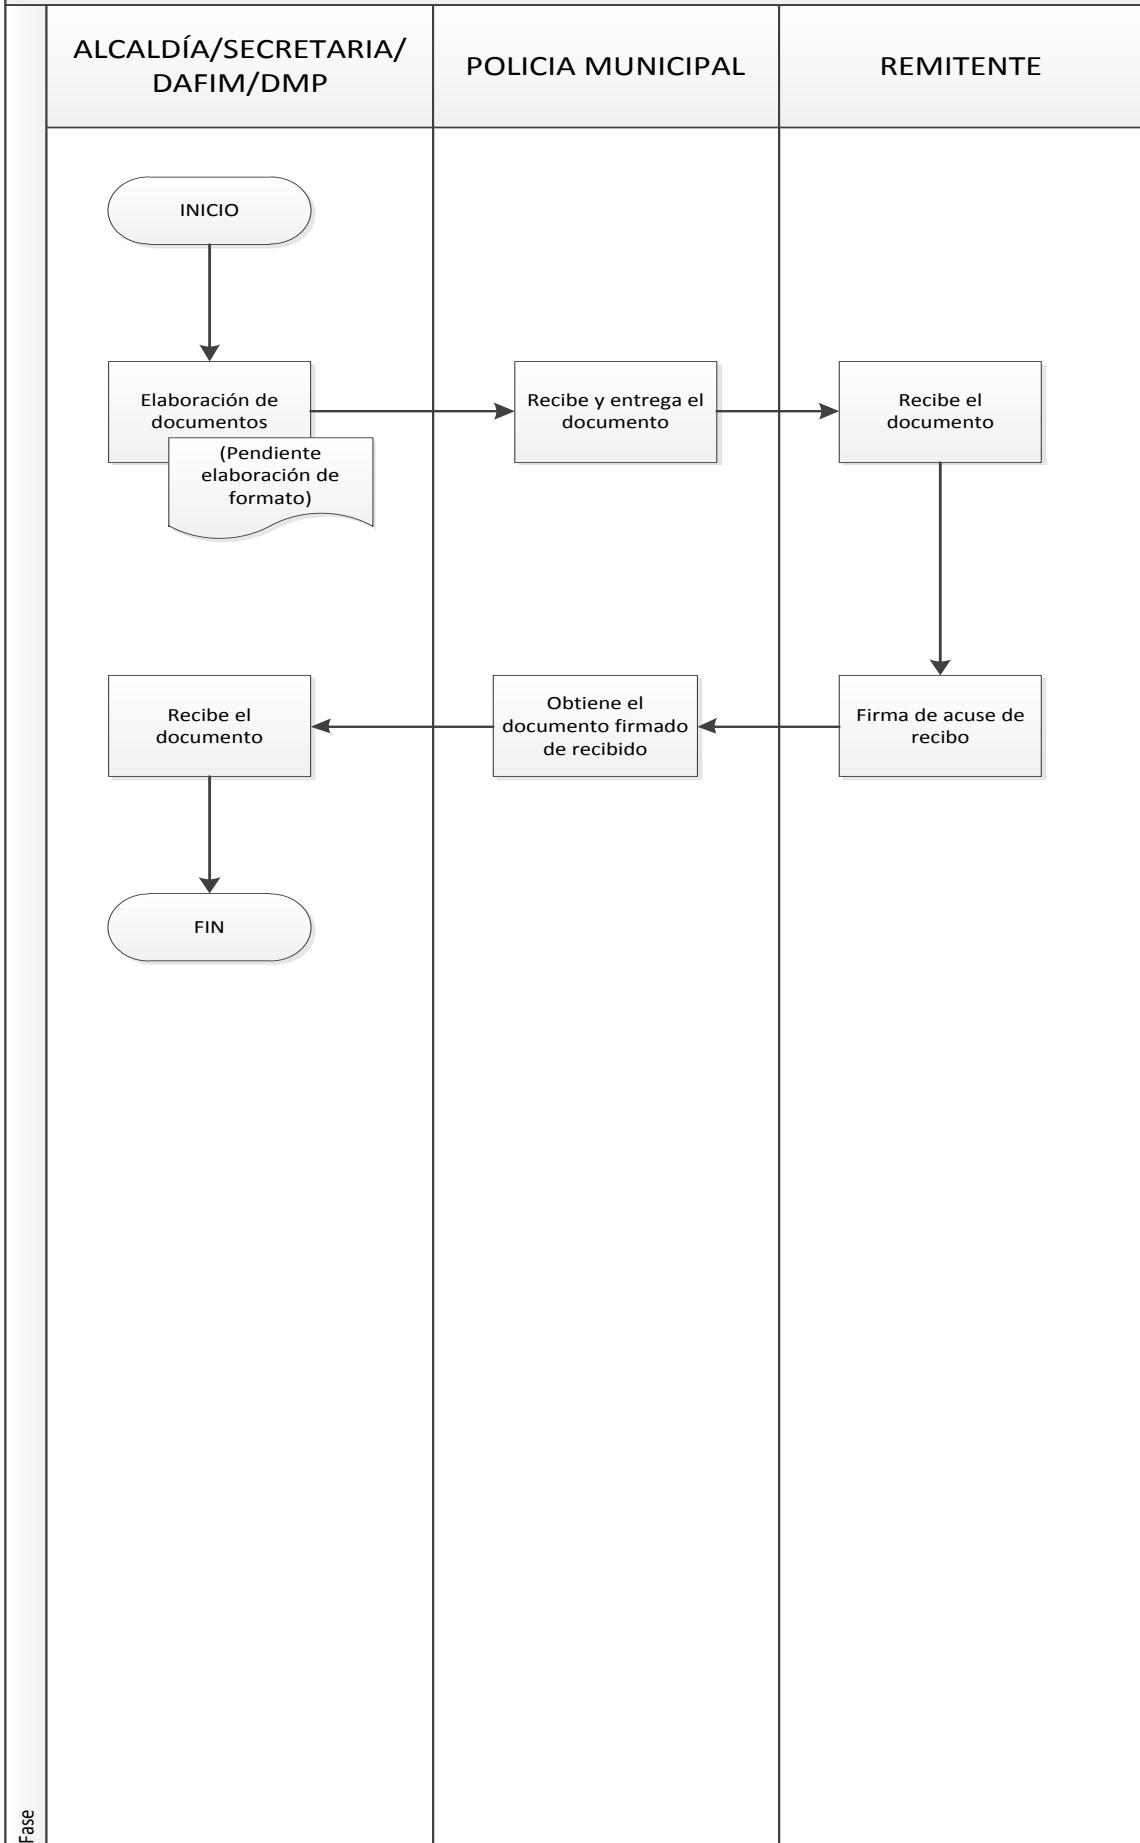 ALCALDÍA/SECRETARIA/
DAFIM/DMP
POLICIA MUNICIPAL
REMITENTE
INICIO
Elaboración de
documentos
(Pendiente
elaboración de
formato)
Recibe y entrega el
documento
Recibe el
documento
Firma de acuse de
recibo
Obtiene el
documento firmado
de recibido
Recibe el
documento
FIN
Fase